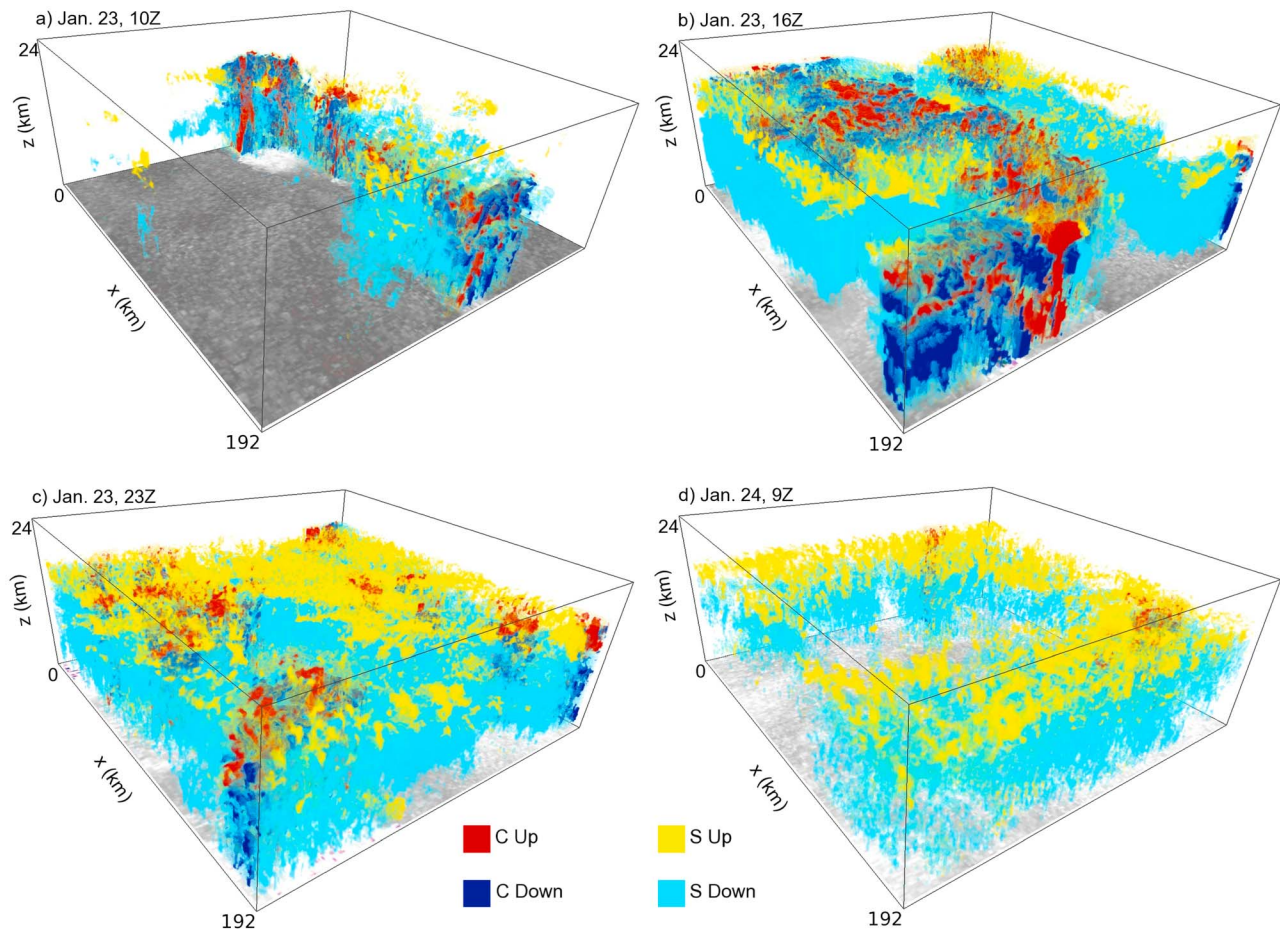 a) Jan. 23, 10Z
24
z (km)
0
x (km)
192
b) Jan. 23, 16Z
24
z (km)
0
x (km)
192
c) Jan. 23, 23Z
24
z (km)
0
x (km)
192
d) Jan. 24, 9Z
24
z (km)
0
x (km)
192
C Up
S Up
C Down
S Down